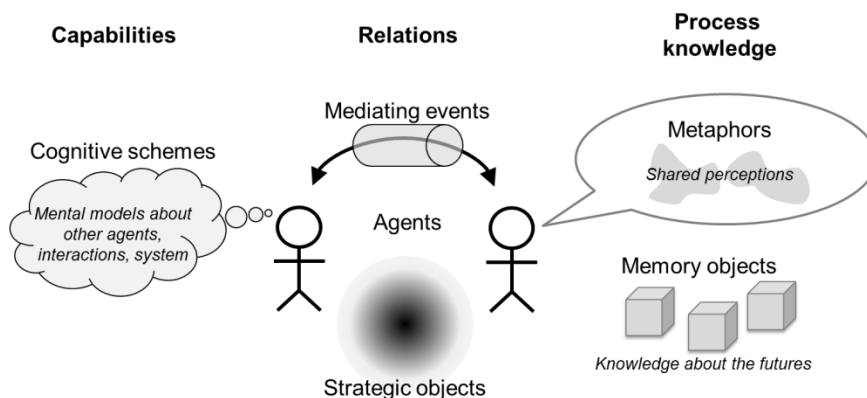 Capabilities
Relations
Process
knowledge
Mediating events
Metaphors
Shared perceptions
Cognitive schemes
Mental models about
other agents,
interactions, system
Agents
Memory objects
Knowledge about the futures
Strategic objects